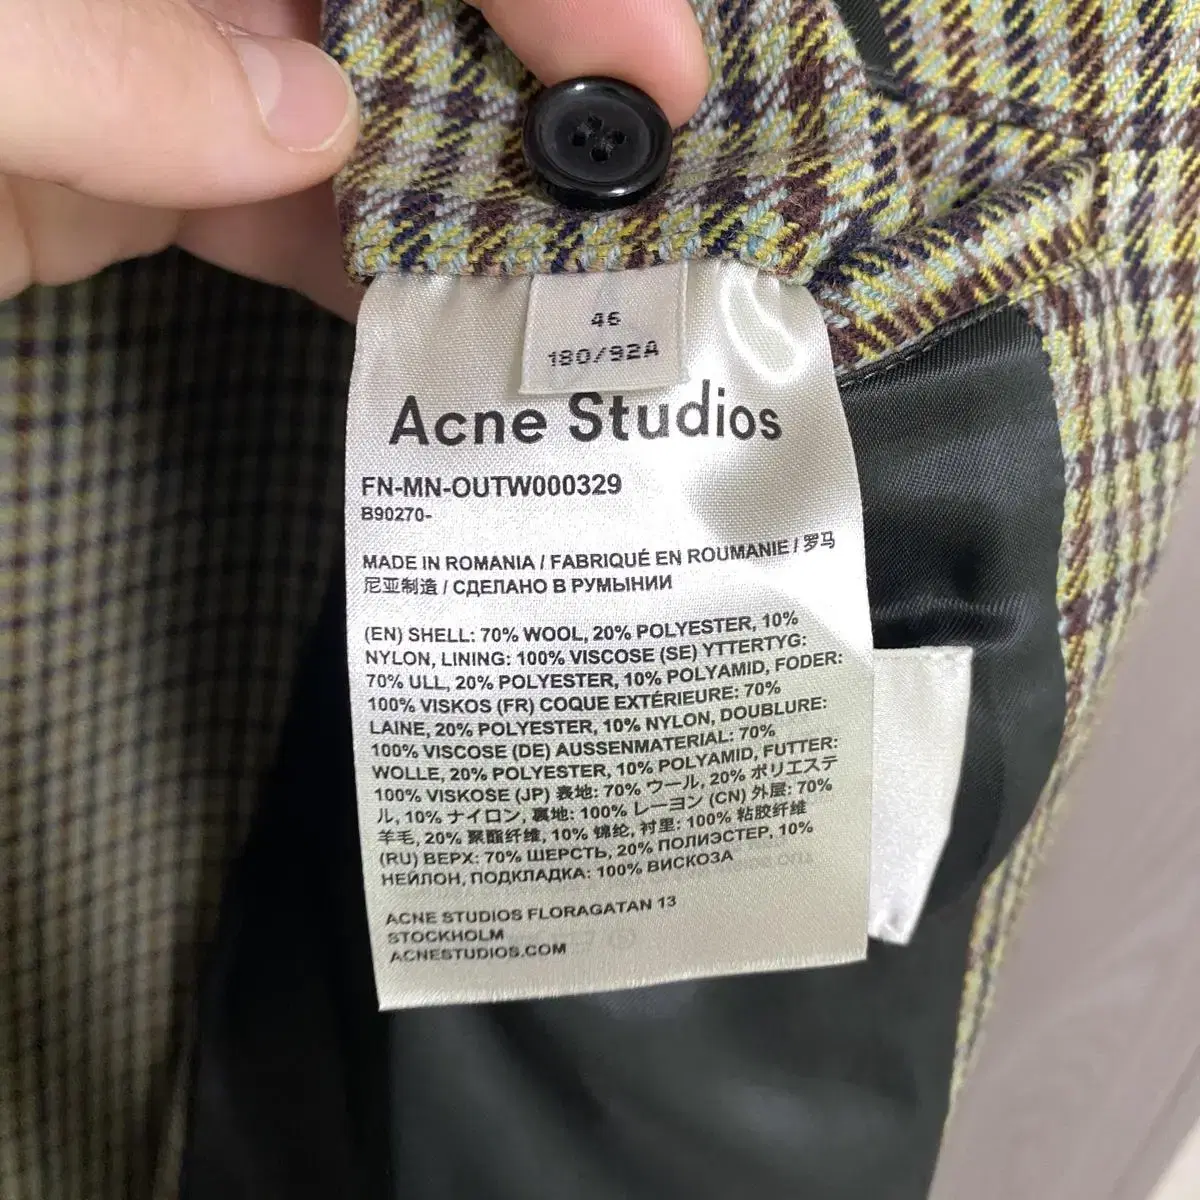 46
180/92A
Acne Studios
FN-MN-OUTW000329
B90270-
MADE IN ROMANIA / FABRIQUÉ EN ROUMANIE / 罗马
尼亚制造 / СДЕЛАНО В РУМЫНИИ
(EN) SHELL: 70% WOOL, 20% POLYESTER, 10%
NYLON, LINING: 100% VISCOSE (SE) YTTERTYG:
70% ULL, 20% POLYESTER, 10% POLYAMID, FODER:
100% VISKOS (FR) COQUE EXTÉRIEURE: 70%
LAINE, 20% POLYESTER, 10% NYLON, DOUBLURE:
100% VISCOSE (DE) AUSSENMATERIAL: 70%
WOLLE, 20% POLYESTER, 10% POLYAMID, FUTTER:
100% VISKOSE (JP) 表地: 70% ウール, 20% ポリエステ
ル, 10% ナイロン, 裏地: 100% レーヨン (CN) 外层: 70%
羊毛, 20% 聚酯纤维, 10% 锦纶, 衬里: 100% 粘胶纤维
(RU) ВЕРХ: 70% ШЕРСТЬ, 20% ПОЛИЭСТЕР, 10%
НЕЙЛОН, ПОДКЛАДКА: 100% ВИСКОЗА
ACNE STUDIOS FLORAGATAN 13
STOCKHOLM
ACNESTUDIOS.COM